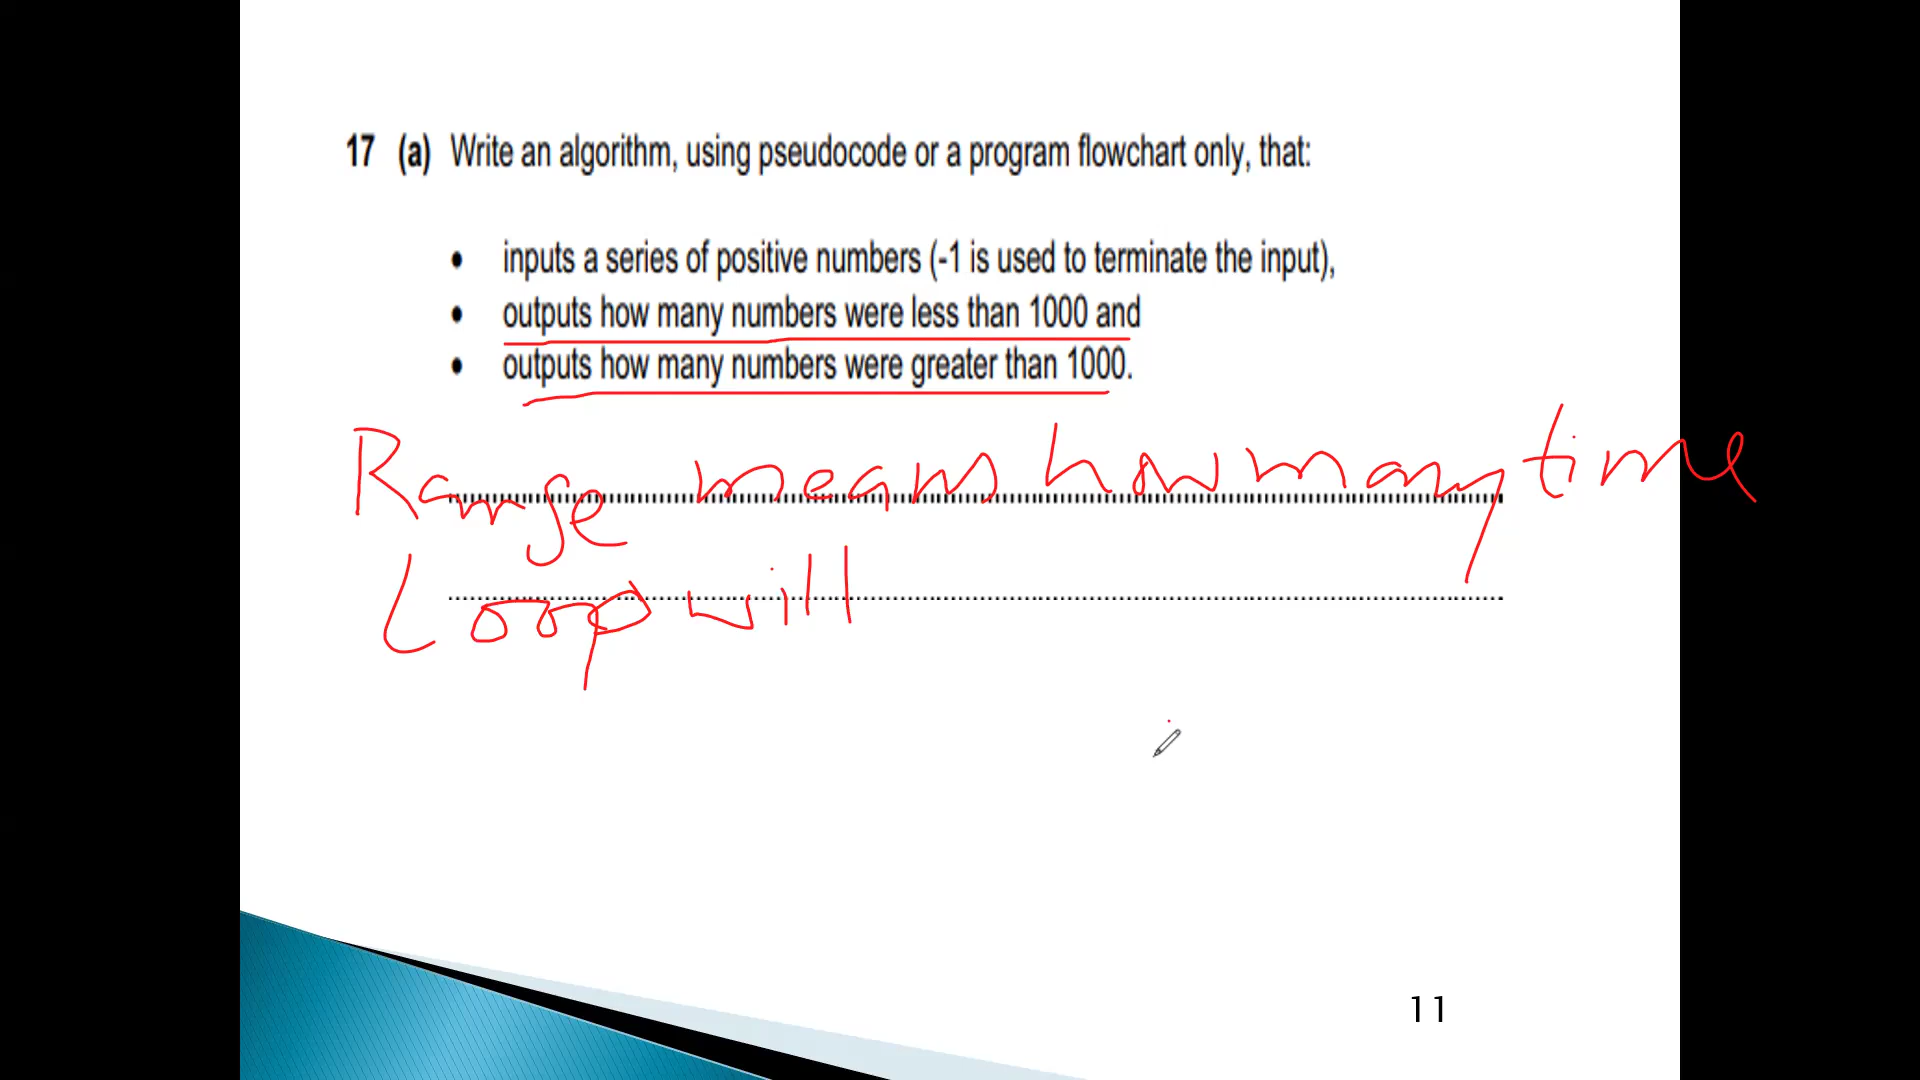 17 (a) Write an algorithm, using pseudocode or a program flowchart only, that:
• inputs a series of positive numbers (-1 is used to terminate the input),
• outputs how many numbers were less than 1000 and
• outputs how many numbers were greater than 1000.
Range means how many time
Loop will
11